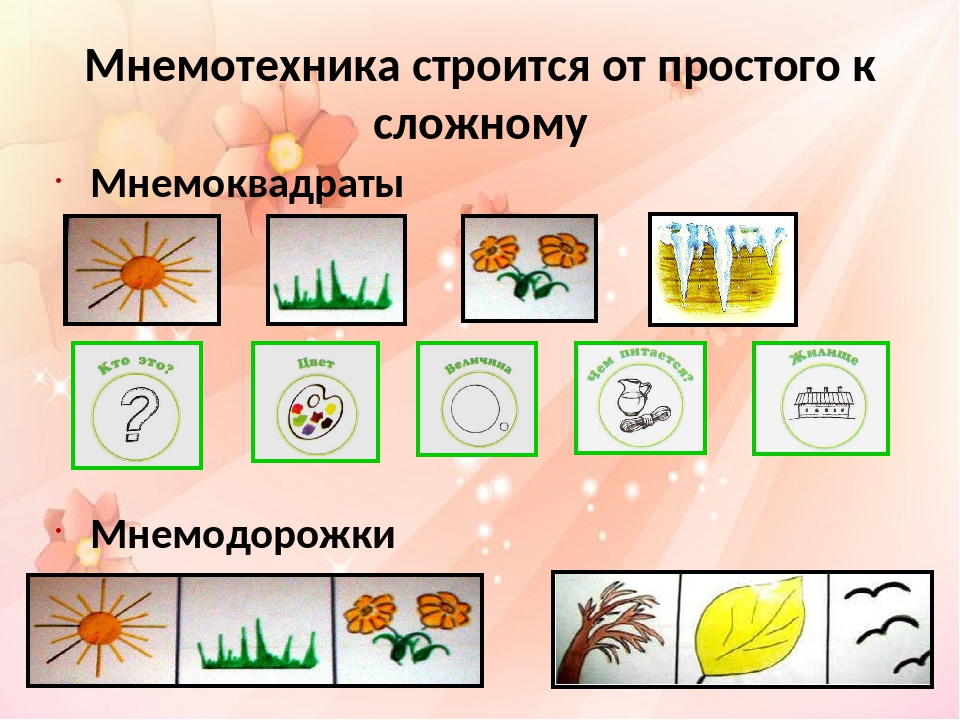 Мнемотехника строится от простого к
сложному
Мнемоквадраты
Кто это?
Цвет
Величина
Чем питается?
Жилище
Мнемодорожки